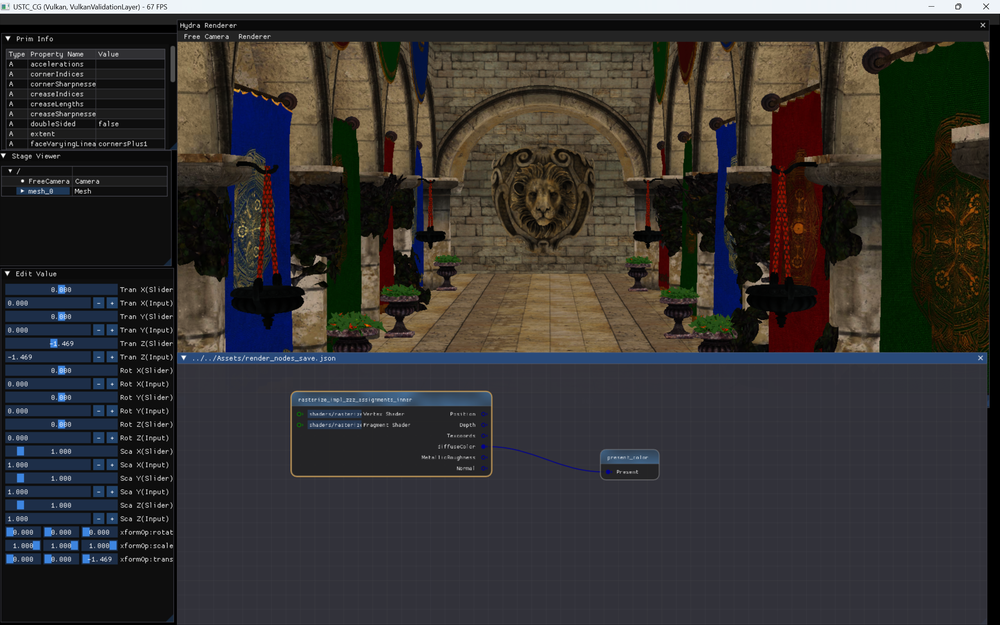 USTC_CG (Vulkan, VulkanValidationLayer) - 67 FPS
Prim Info
Type Property Name Value
A accelerations
A cornerIndices
A cornerSharpnesse
A creaseIndices
A creaseLengths
A creaseSharpnesse
A doubleSided false
A extent
A faceVaryingLinea cornersPlus1
Stage Viewer
/
FreeCamera Camera
mesh_0 Mesh
Edit Value
0.000 Tran X(Slider
0.000 - + Tran X(Input)
0.000 Tran Y(Slider
0.000 - + Tran Y(Input)
-1.469 Tran Z(Slider
-1.469 - + Tran Z(Input)
0.000 Rot X(Slider)
0.000 - + Rot X(Input)
0.000 Rot Y(Slider)
0.000 - + Rot Y(Input)
0.000 Rot Z(Slider)
0.000 - + Rot Z(Input)
1.000 Sca X(Slider)
1.000 - + Sca X(Input)
1.000 Sca Y(Slider)
1.000 - + Sca Y(Input)
1.000 Sca Z(Slider)
1.000 - + Sca Z(Input)
0.000 0.000 0.000 xformOp:rotat
1.000 1.000 1.000 xformOp:scale
0.000 0.000 -1.469 xformOp:trans
Hydra Renderer
Free Camera Renderer
../../Assets/render_nodes_save.json
rasterize_impl_zzz_assignments_inner
shaders/rasterize Vertex Shader Position
shaders/rasterize Fragment Shader Depth
Texcoords
diffuseColor
MetallicRoughness
Normal
present_color
Present